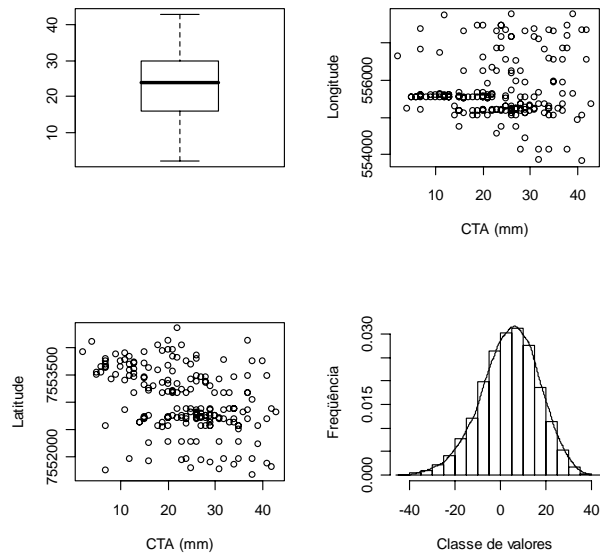 40
30
20
10
Longitude
556000
554000
10 20 30 40
CTA (mm)
Latitude
7553500
7552000
10 20 30 40
CTA (mm)
Freqüência
0.030
0.015
0.000
-40 -20 0 20 40
Classe de valores